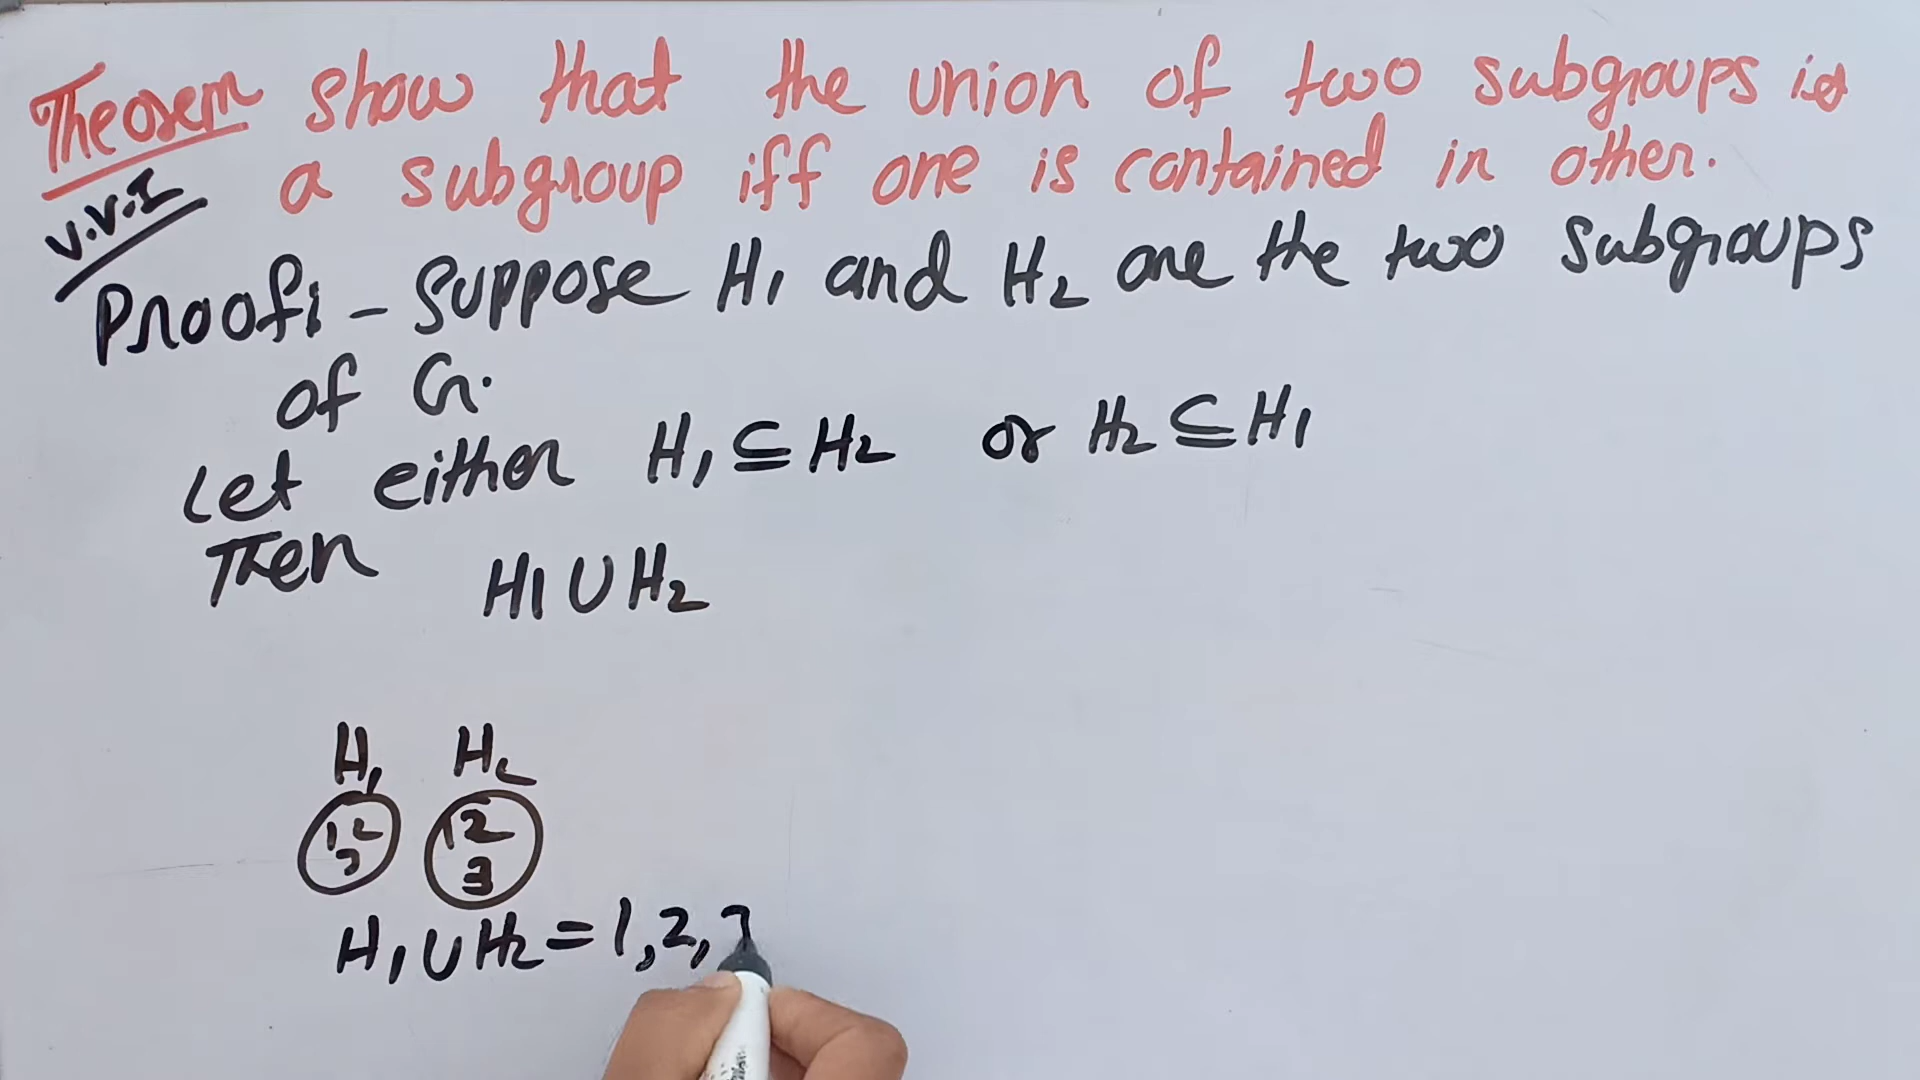 Theorem show that the union of two subgroups is
a subgroup iff one is contained in other.
V.V.I
Proof:- Suppose H₁ and H₂ are the two subgroups
of G.
Let either H₁ ⊆ H₂ or H₂ ⊆ H₁
Then H₁ ∪ H₂
H₁ H₂
1 2 1 2
3 3
H₁ ∪ H₂ = 1, 2, 3